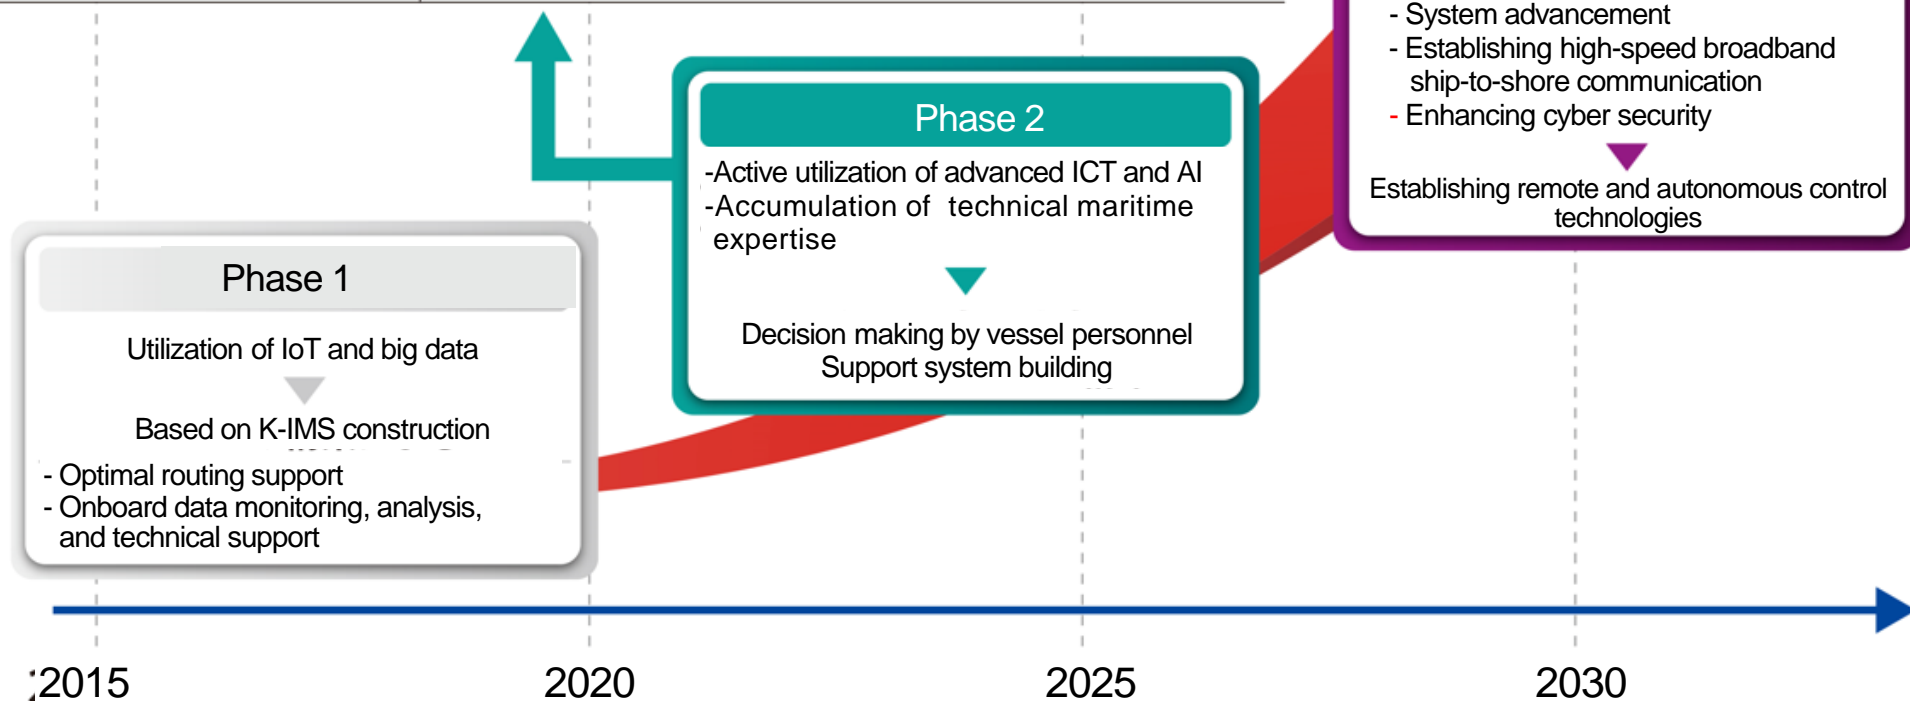 - System advancement
- Establishing high-speed broadband
ship-to-shore communication
- Enhancing cyber security
Establishing remote and autonomous control
technologies
Phase 2
-Active utilization of advanced ICT and AI
-Accumulation of technical maritime
expertise
Decision making by vessel personnel
Support system building
Phase 1
Utilization of IoT and big data
Based on K-IMS construction
- Optimal routing support
- Onboard data monitoring, analysis,
and technical support
2015
2020
2025
2030